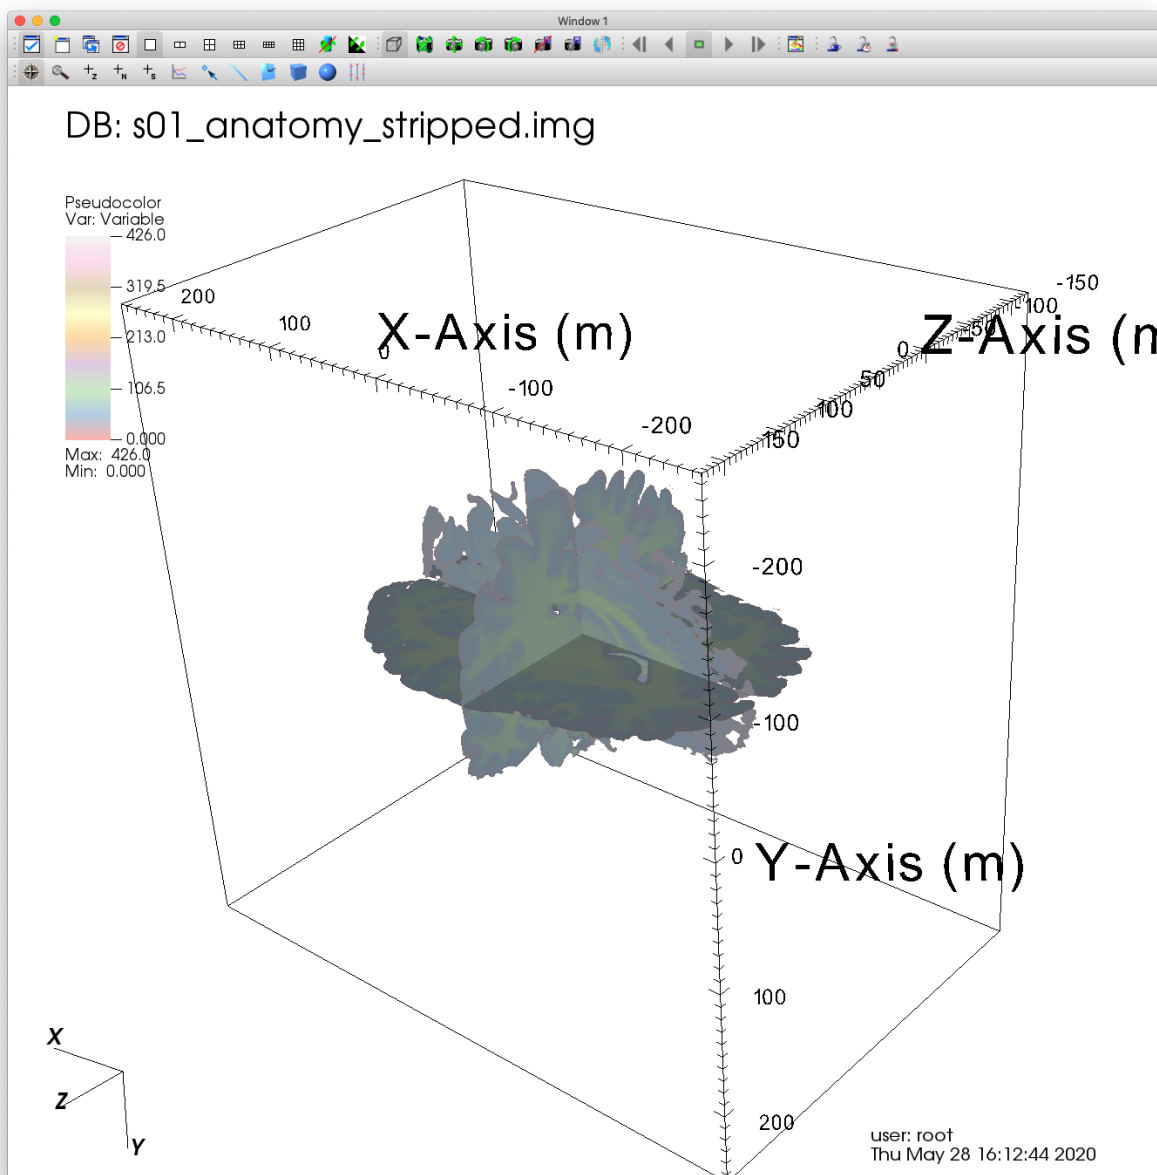 Window 1
DB: s01_anatomy_stripped.img
Pseudocolor
Var: Variable
426.0
319.5
213.0
106.5
0.000
Max: 426.0
Min: 0.000
200
100
X-Axis (m)
0
-100
-200
-150
-100
-50
Z-Axis (m
0
50
100
150
-200
-100
0
Y-Axis (m)
100
200
X
Z
Y
user: root
Thu May 28 16:12:44 2020